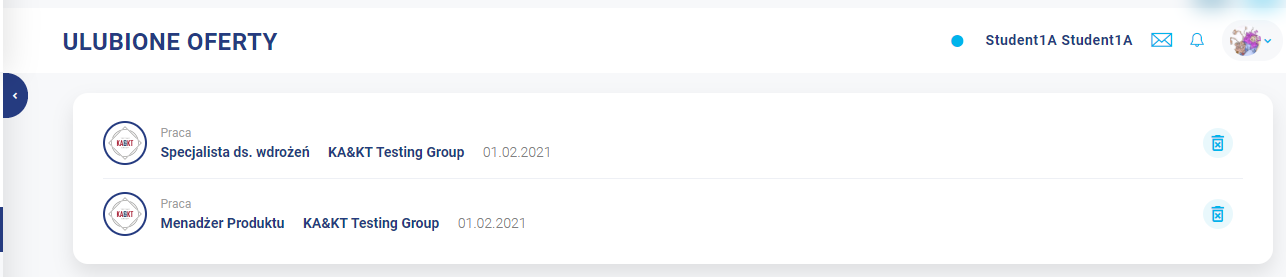 ULUBIONE OFERTY
Student1A Student1A
Praca
Specjalista ds. wdrożeń KA&KT Testing Group 01.02.2021
KA&KT
Praca
Menadżer Produktu KA&KT Testing Group 01.02.2021
KA&KT